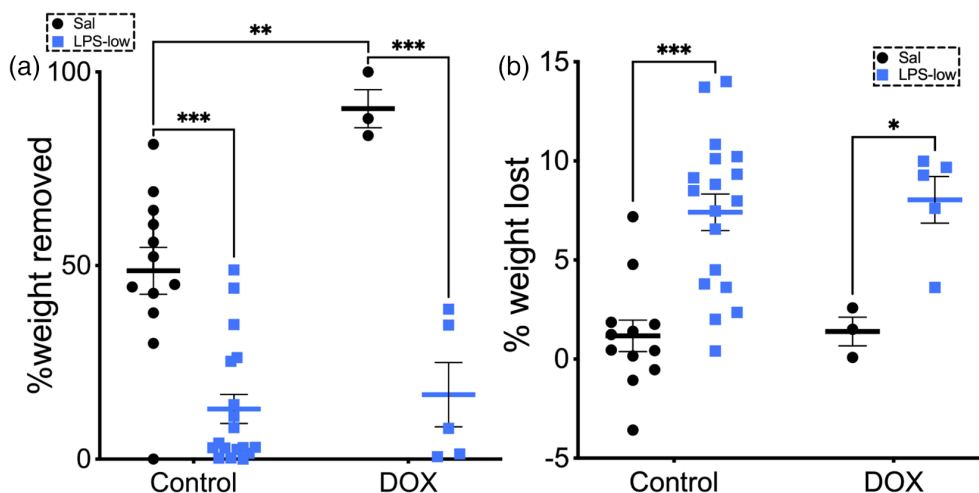 Sal
LPS-low
(a)
**
***
***
100
50
0
%weight removed
Control
DOX
(b)
Sal
LPS-low
***
*
15
10
5
0
-5
% weight lost
Control
DOX